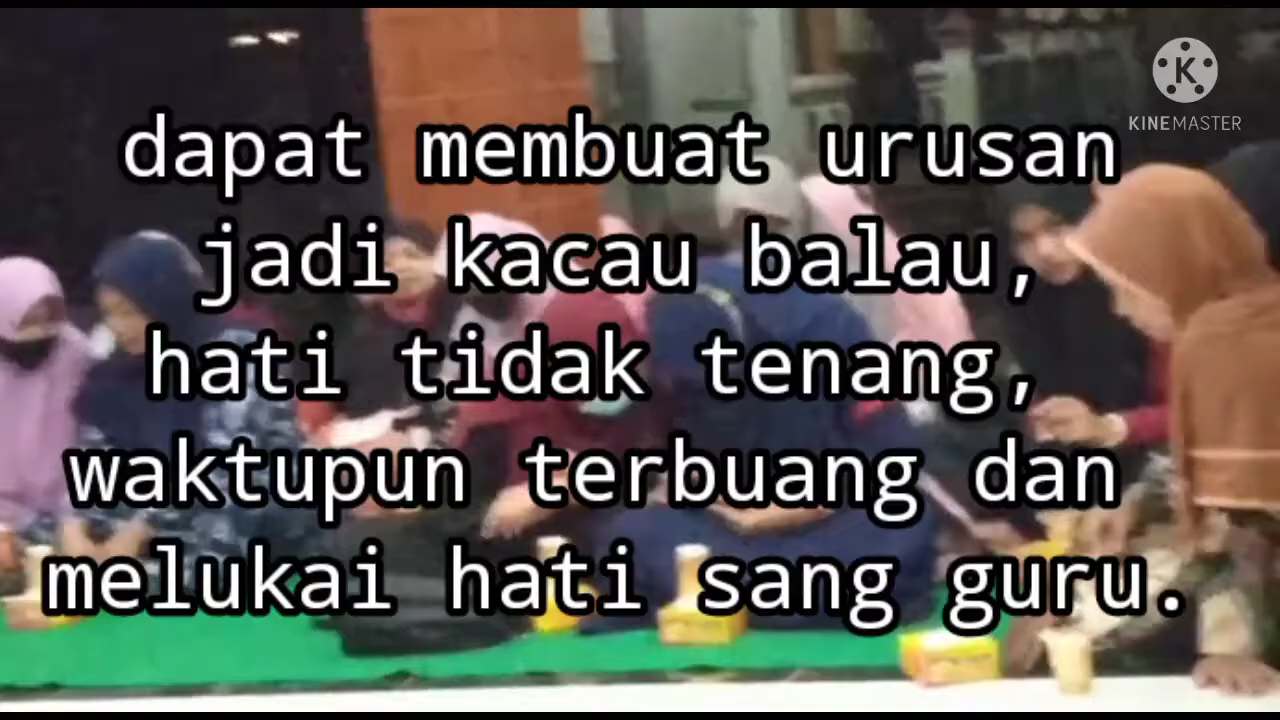 K
KINEMASTER
dapat membuat urusan
jadi kacau balau,
hati tidak tenang,
waktupun terbuang dan
melukai hati sang guru.